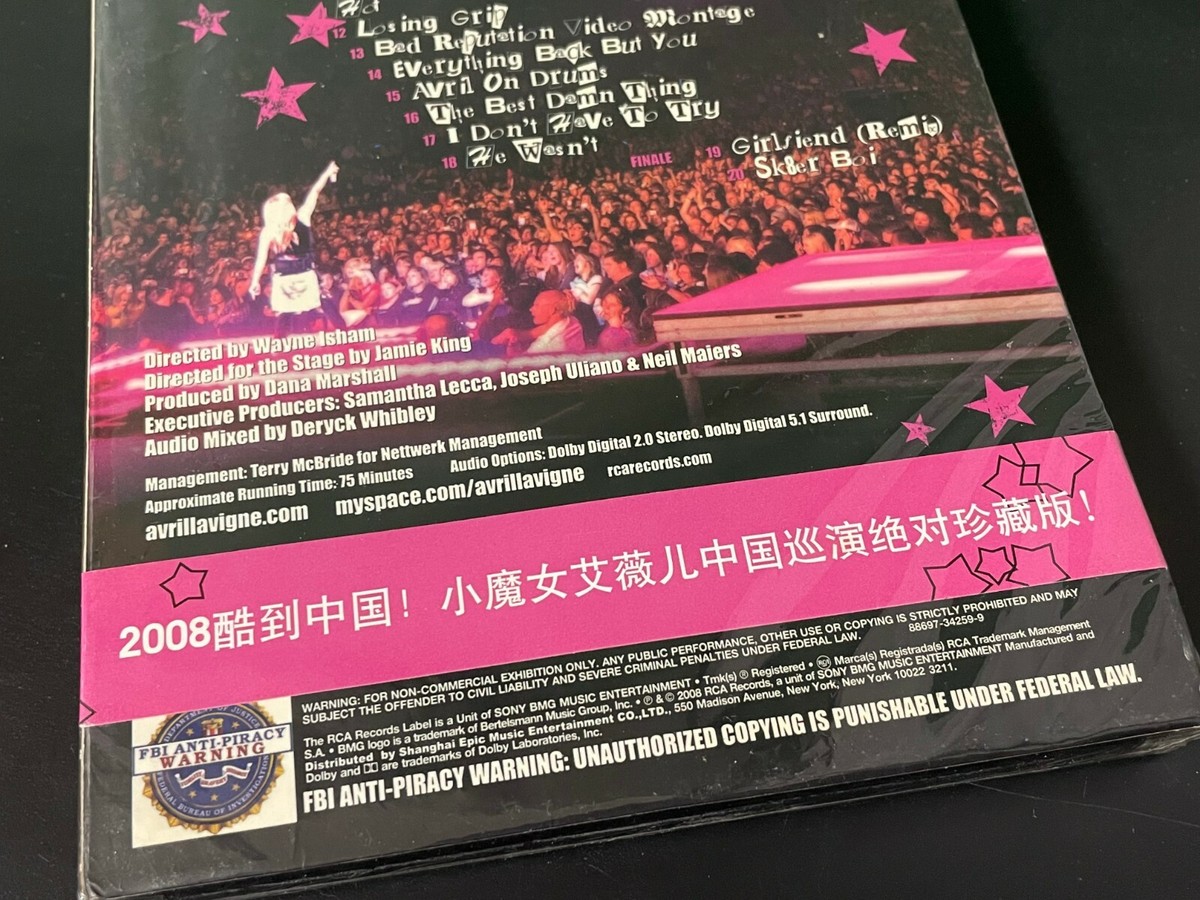 Hot
12 Losing Grip
13 Bad Reputation Video Montage
14 Everything Back But You
15 Avril On Drums
16 The Best Damn Thing
17 I Don't Have To Try
18 He Wasn't
FINALE
19 Girlfiend (Remix)
20 Sk8er Boi
Directed by Wayne Isham
Directed for the Stage by Jamie King
Produced by Dana Marshall
Executive Producers: Samantha Lecca, Joseph Uliano & Neil Maiers
Audio Mixed by Deryck Whibley
Management: Terry McBride for Nettwerk Management
Approximate Running Time: 75 Minutes Audio Options: Dolby Digital 2.0 Stereo. Dolby Digital 5.1 Surround.
avrillavigne.com myspace.com/avrillavigne rcarecords.com
2008酷到中国！小魔女艾薇儿中国巡演绝对珍藏版！
WARNING: FOR NON-COMMERCIAL EXHIBITION ONLY. ANY PUBLIC PERFORMANCE, OTHER USE OR COPYING IS STRICTLY PROHIBITED AND MAY
SUBJECT THE OFFENDER TO CIVIL LIABILITY AND SEVERE CRIMINAL PENALTIES UNDER FEDERAL LAW. 88697-34259-9
The RCA Records Label is a Unit of SONY BMG MUSIC ENTERTAINMENT • Tmk(s) ® Registered • Marca(s) Registrada(s) RCA Trademark Management
S.A. • BMG logo is a trademark of Bertelsmann Music Group, Inc. • ℗ & © 2008 RCA Records, a unit of SONY BMG MUSIC ENTERTAINMENT Manufactured and
Distributed by Shanghai Epic Music Entertainment CO.,LTD., 550 Madison Avenue, New York, New York 10022 3211.
Dolby and are trademarks of Dolby Laboratories, Inc.
FBI ANTI-PIRACY WARNING: UNAUTHORIZED COPYING IS PUNISHABLE UNDER FEDERAL LAW.
DEPARTMENT OF JUSTICE
FBI ANTI-PIRACY
WARNING
FEDERAL BUREAU OF INVESTIGATION